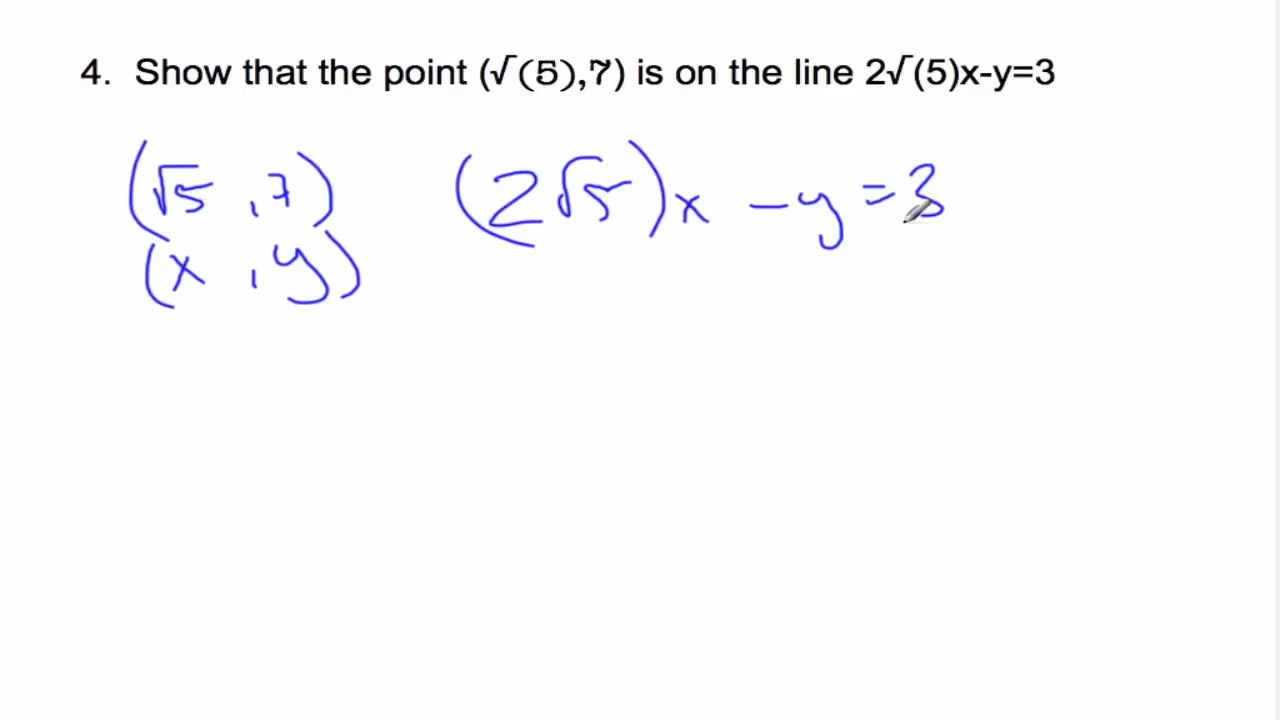 4. Show that the point (√(5),7) is on the line 2√(5)x-y=3
(√5 ,7) (2√5)x -y=3
(x ,y)